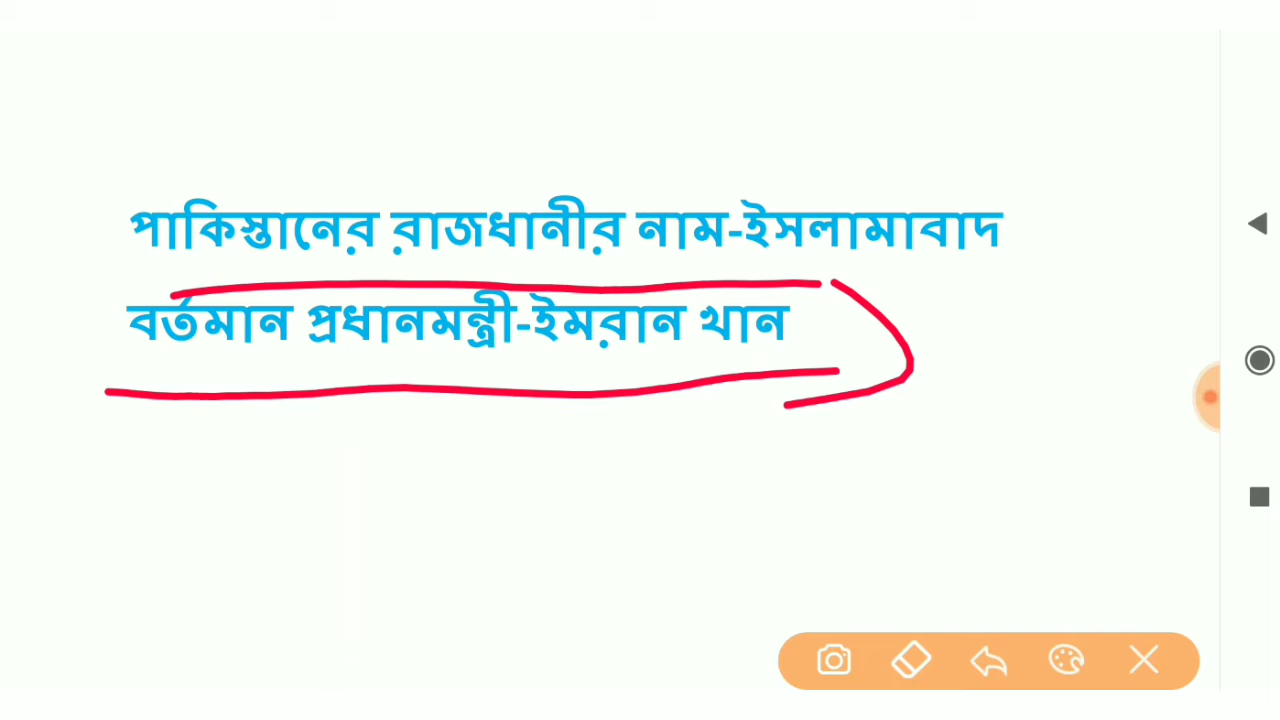 পাকিস্তানের রাজধানীর নাম-ইসলামাবাদ
বর্তমান প্রধানমন্ত্রী-ইমরান খান